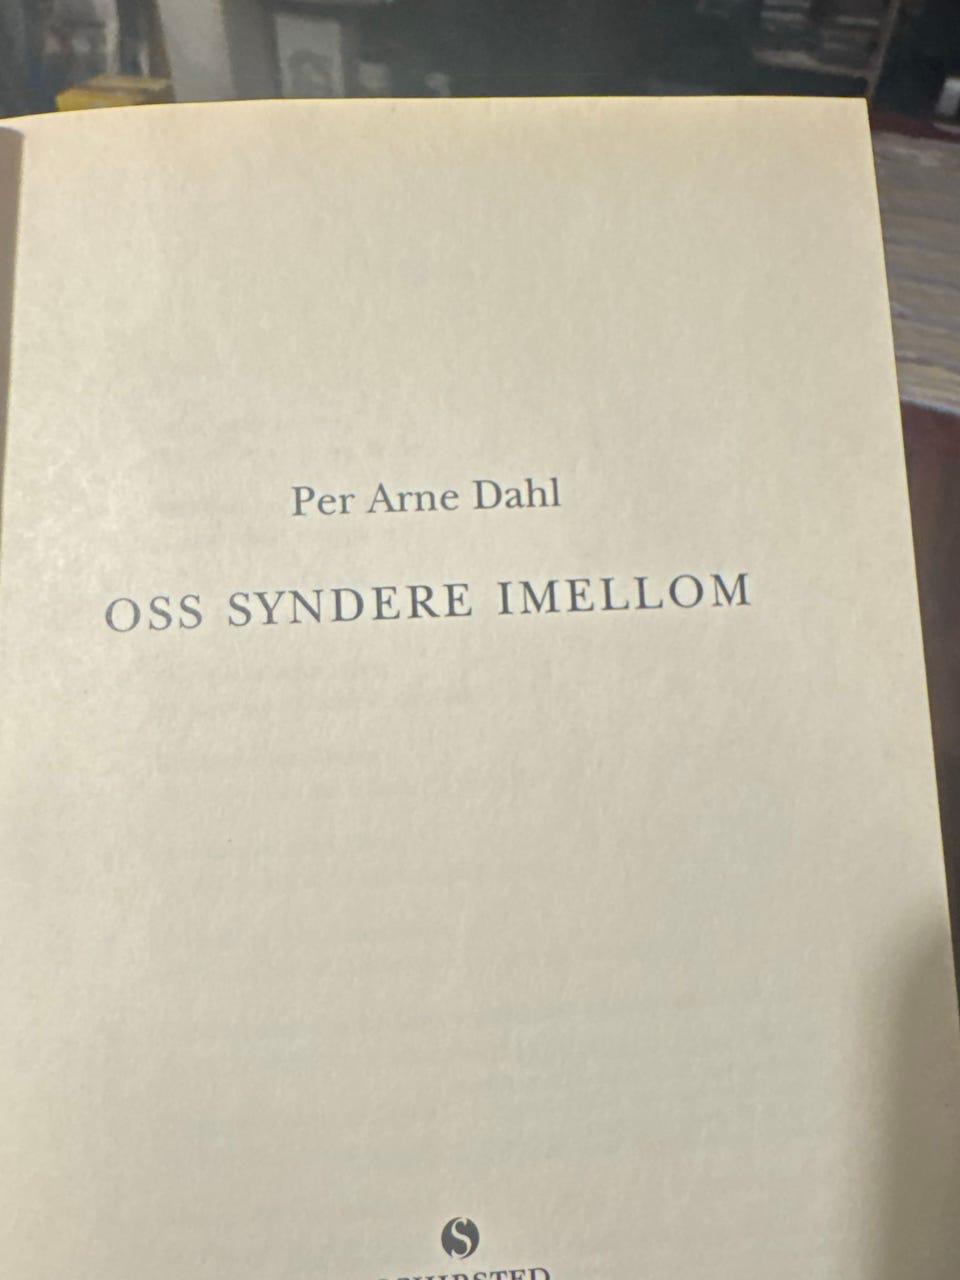 Per Arne Dahl
OSS SYNDERE IMELLOM
S